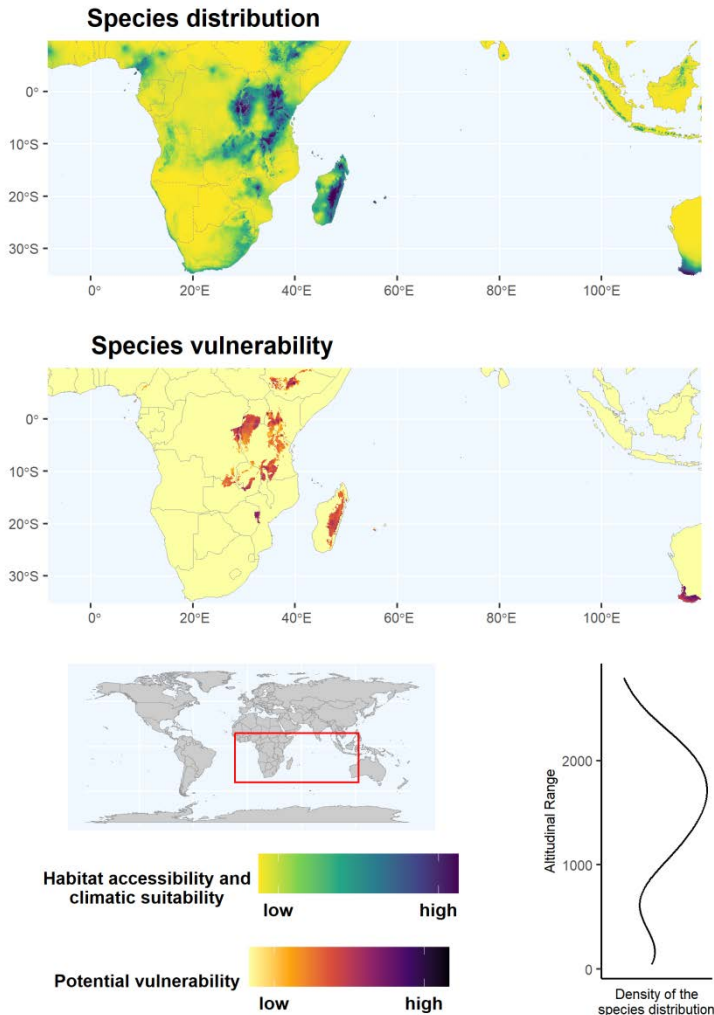 Species distribution
0°
10°S
20°S
30°S
0°
20°E
40°E
60°E
80°E
100°E
Species vulnerability
0°
10°S
20°S
30°S
0°
20°E
40°E
60°E
80°E
100°E
Habitat accessibility and
climatic suitability
low
high
Potential vulnerability
low
high
Altitudinal Range
2000
1000
0
Density of the
species distribution